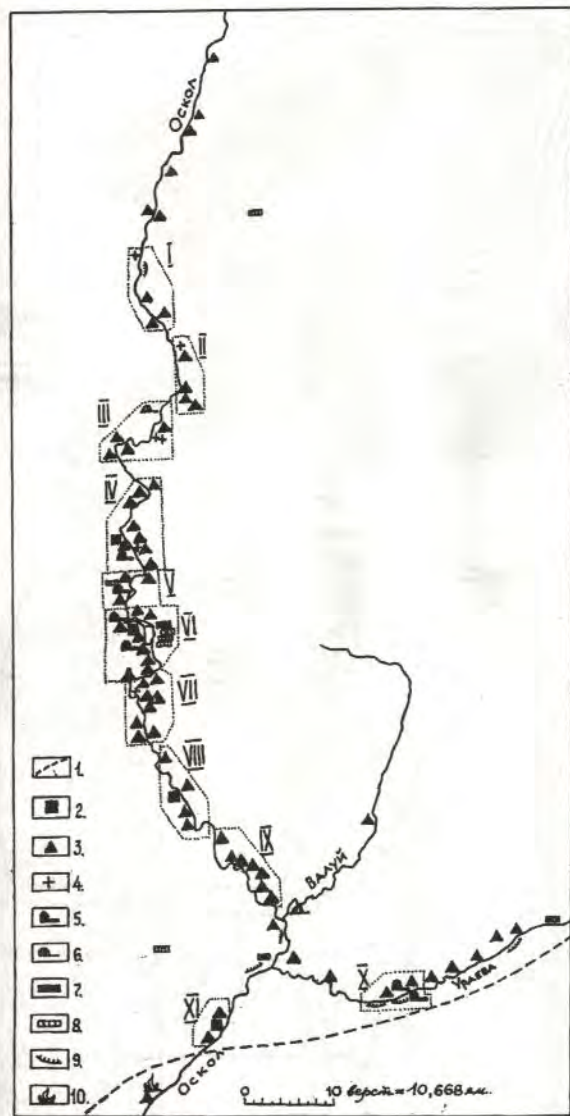 Оскол
I
II
III
IV
V
VI
VII
VIII
IX
Валуй
X
Ураева
XI
Оскол
1.
2.
3.
4.
5.
6.
7.
8.
9.
10.
0 10 верст = 10,668 км.